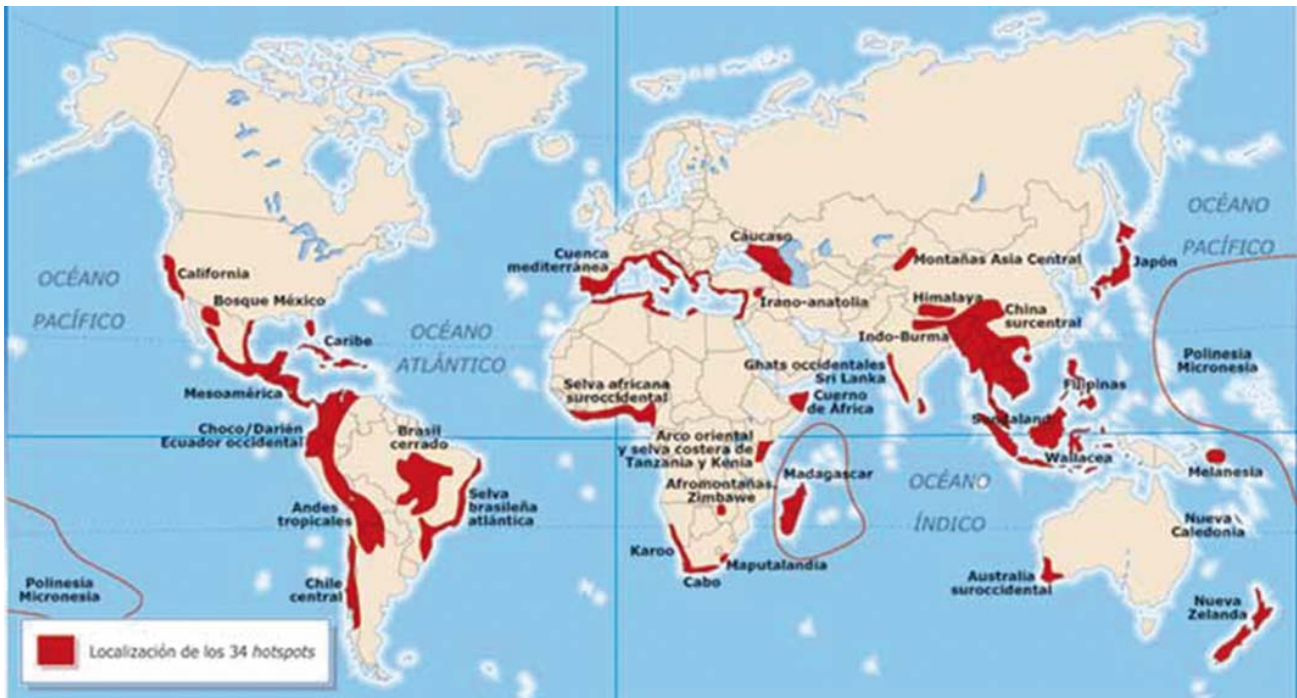 OCÉANO
PACÍFICO
California
Bosque México
Caribe
Mesoamérica
OCÉANO
ATLÁNTICO
Choco/Darién
Ecuador occidental
Brasil
cerrado
Andes
tropicales
Selva
brasileña
atlántica
Chile
central
Polinesia
Micronesia
Cuenca
mediterránea
Cáucaso
Irano-anatolia
Montañas Asia Central
Himalaya
China
surcentral
Indo-Burma
Japón
OCÉANO
PACÍFICO
Polinesia
Micronesia
Ghats occidentales
Sri Lanka
Selva africana
suroccidental
Cuerno
de África
Filipinas
Sundaland
Wallacea
Melanesia
Arco oriental
y selva costera de
Tanzania y Kenia
Madagascar
Afromontañas
Zimbawe
OCÉANO
ÍNDICO
Karoo
Cabo
Maputalandia
Nueva
Caledonia
Australia
suroccidental
Nueva
Zelanda
Localización de los 34 hotspots